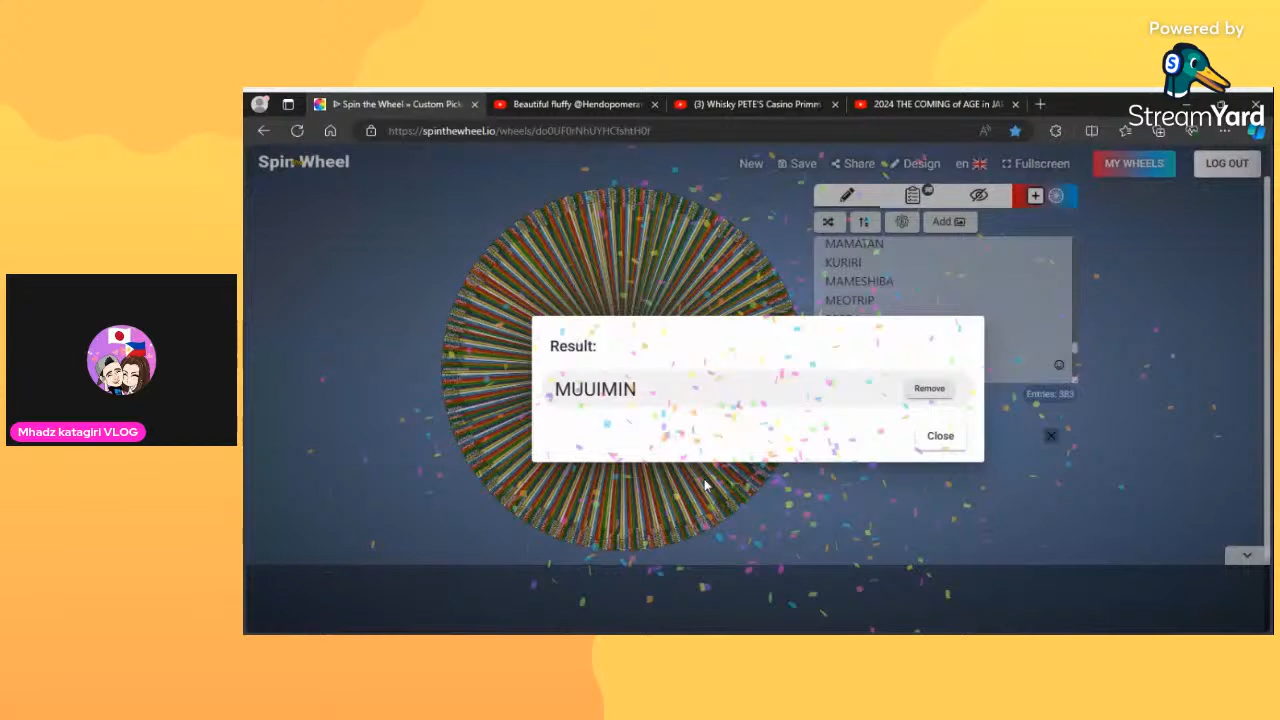 Powered by
StreamYard
ᐈ Spin the Wheel » Custom Pick
Beautiful fluffy @Hendopomera
(3) Whisky PETE'S Casino Primm
2024 THE COMING of AGE in JA
https://spinthewheel.io/wheels/do0UF0rNhUYHCfshtH0f
Spin Wheel
New
Save
Share
Design
en
Fullscreen
MY WHEELS
LOG OUT
Add
MAMATAN
KURIRI
MAMESHIBA
MEOTRIP
Result:
MUUIMIN
Remove
Close
Entries: 383
Mhadz katagiri VLOG